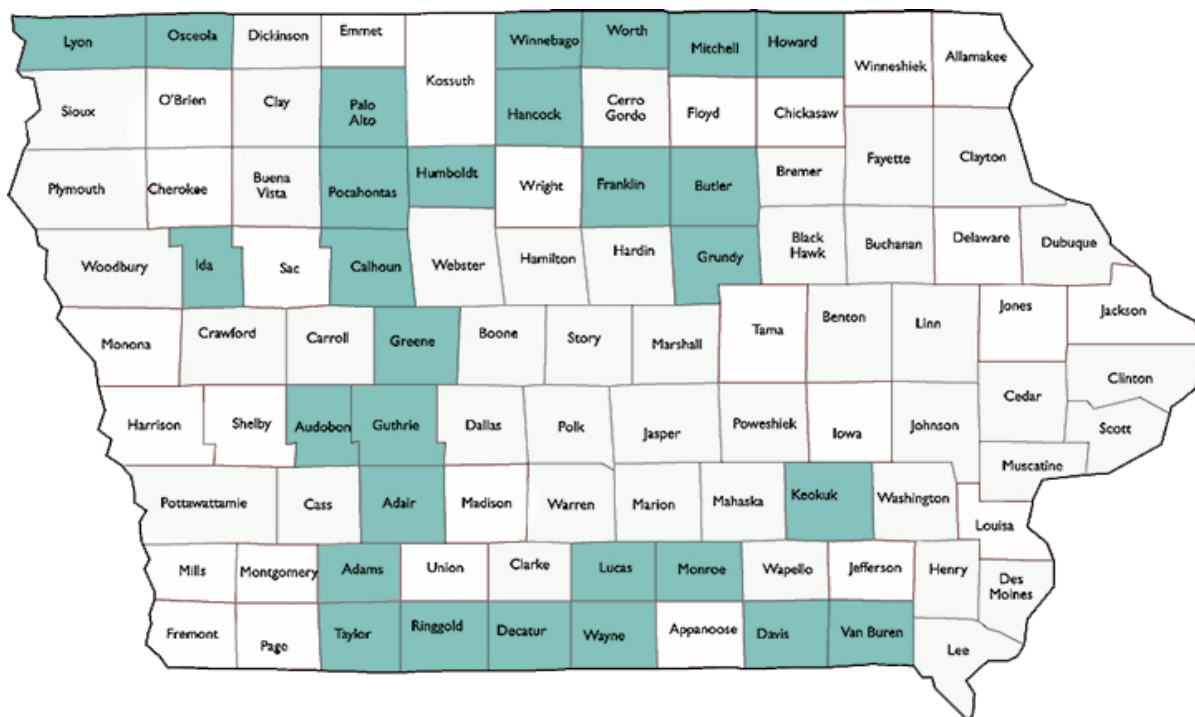 Lyon
Osceola
Dickinson
Emmet
Kossuth
Winnebago
Worth
Mitchell
Howard
Winneshiek
Allamakee
Sioux
O'Brien
Clay
Palo
Alto
Hancock
Cerro
Gordo
Floyd
Chickasaw
Fayette
Clayton
Plymouth
Cherokee
Buena
Vista
Pocahontas
Humboldt
Wright
Franklin
Butler
Bremer
Woodbury
Ida
Sac
Calhoun
Webster
Hamilton
Hardin
Grundy
Black
Hawk
Buchanan
Delaware
Dubuque
Monona
Crawford
Carroll
Greene
Boone
Story
Marshall
Tama
Benton
Linn
Jones
Jackson
Harrison
Shelby
Audobon
Guthrie
Dallas
Polk
Jasper
Poweshiek
Iowa
Johnson
Cedar
Clinton
Scott
Muscatine
Pottawattamie
Cass
Adair
Madison
Warren
Marion
Mahaska
Keokuk
Washington
Louisa
Mills
Montgomery
Adams
Union
Clarke
Lucas
Monroe
Wapello
Jefferson
Henry
Des
Moines
Fremont
Page
Taylor
Ringgold
Decatur
Wayne
Appanoose
Davis
Van Buren
Lee